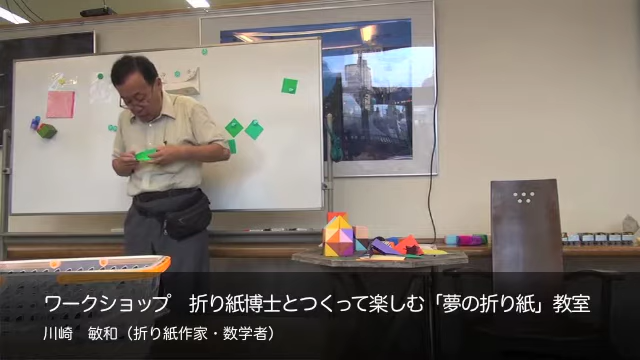 ワークショップ　折り紙博士とつくって楽しむ「夢の折り紙」教室
川崎　敏和（折り紙作家・数学者）